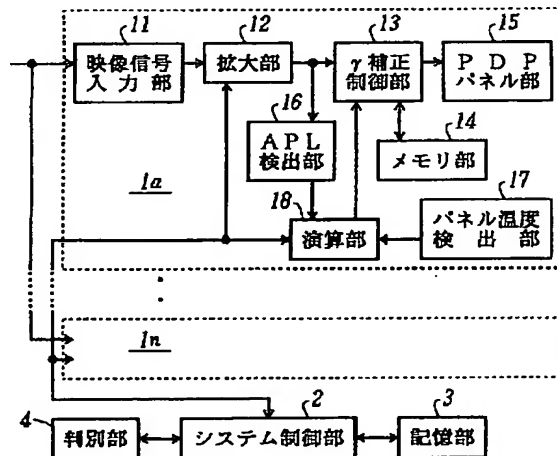 11
12
13
15
映像信号
入力部
拡大部
γ補正
制御部
PDP
パネル部
16
14
APL
検出部
メモリ部
1a
18
17
演算部
パネル温度
検出部
1n
4
2
3
判別部
システム制御部
記憶部